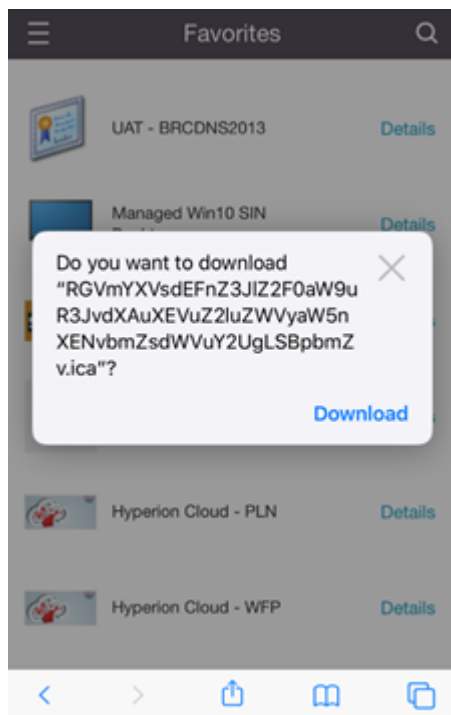 Favorites
UAT - BRCDNS2013
Details
Managed Win10 SIN
Details
Do you want to download
"RGVmYXVsdEFnZ3JlZ2F0aW9u
R3JvdXAuXEVuZ2luZWVyaW5n
XENvbmZsdWVuY2UgLSBpbmZ
v.ica"?
Download
Hyperion Cloud - PLN
Details
Hyperion Cloud - WFP
Details